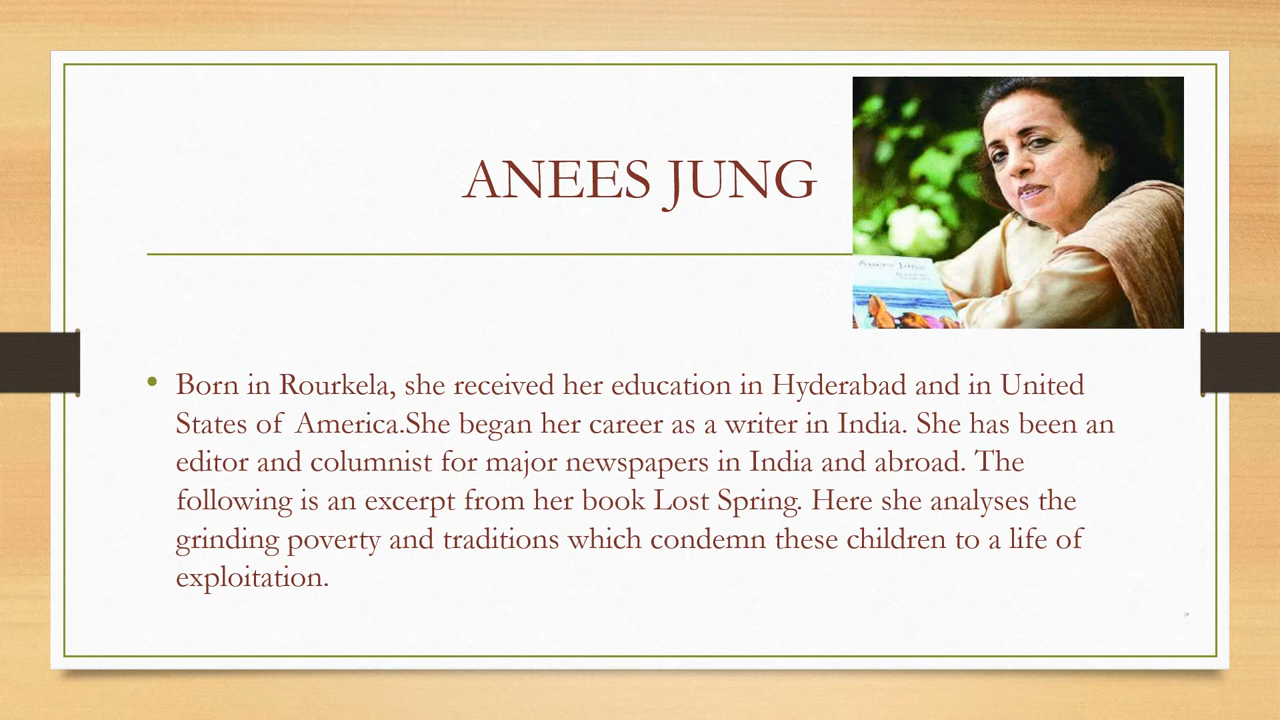 ANEES JUNG
Anees Jung
• Born in Rourkela, she received her education in Hyderabad and in United
States of America.She began her career as a writer in India. She has been an
editor and columnist for major newspapers in India and abroad. The
following is an excerpt from her book Lost Spring. Here she analyses the
grinding poverty and traditions which condemn these children to a life of
exploitation.